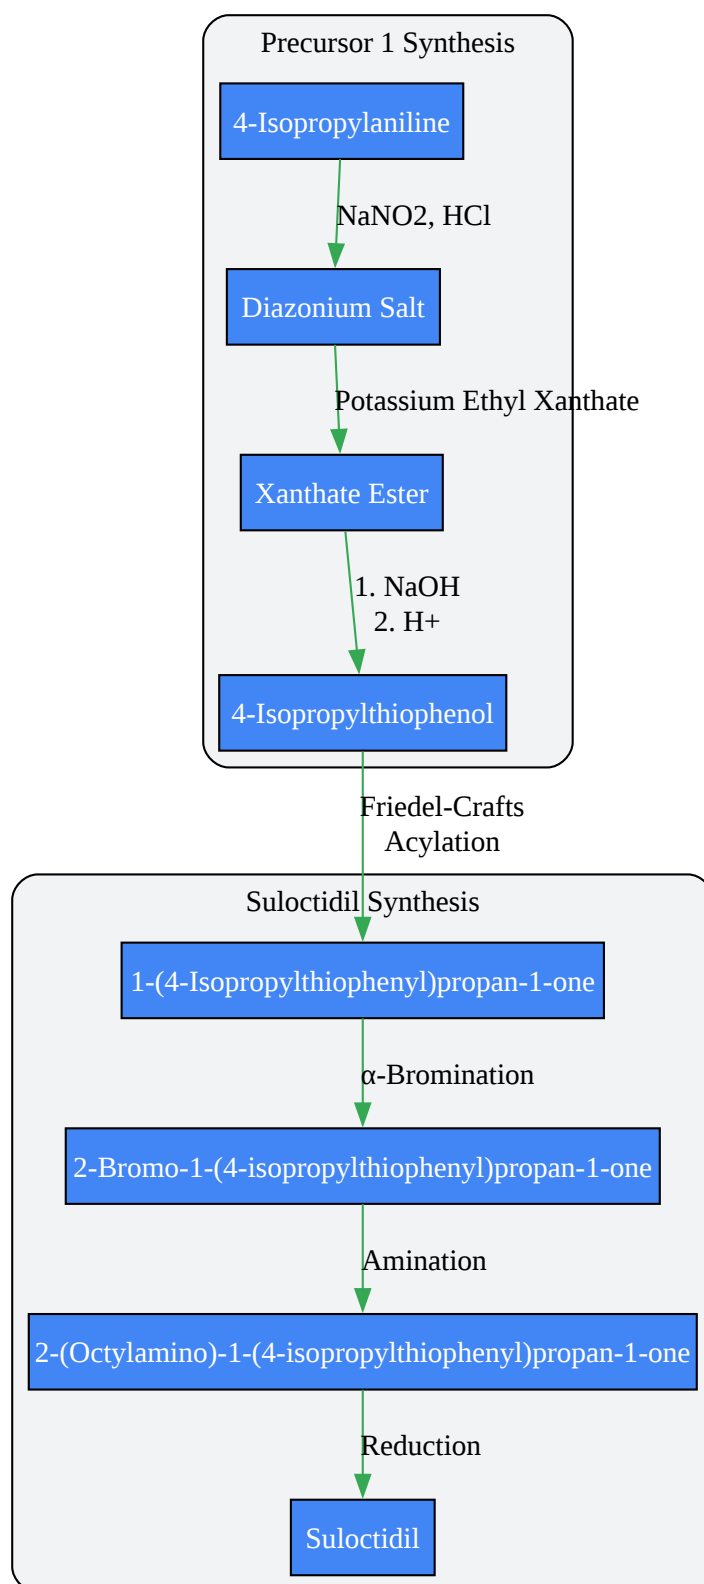 Precursor 1 Synthesis
4-Isopropylaniline
NaNO2, HCl
Diazonium Salt
Potassium Ethyl Xanthate
Xanthate Ester
1. NaOH
2. H+
4-Isopropylthiophenol
Friedel-Crafts
Acylation
Suloctidil Synthesis
1-(4-Isopropylthiophenyl)propan-1-one
α-Bromination
2-Bromo-1-(4-isopropylthiophenyl)propan-1-one
Amination
2-(Octylamino)-1-(4-isopropylthiophenyl)propan-1-one
Reduction
Suloctidil